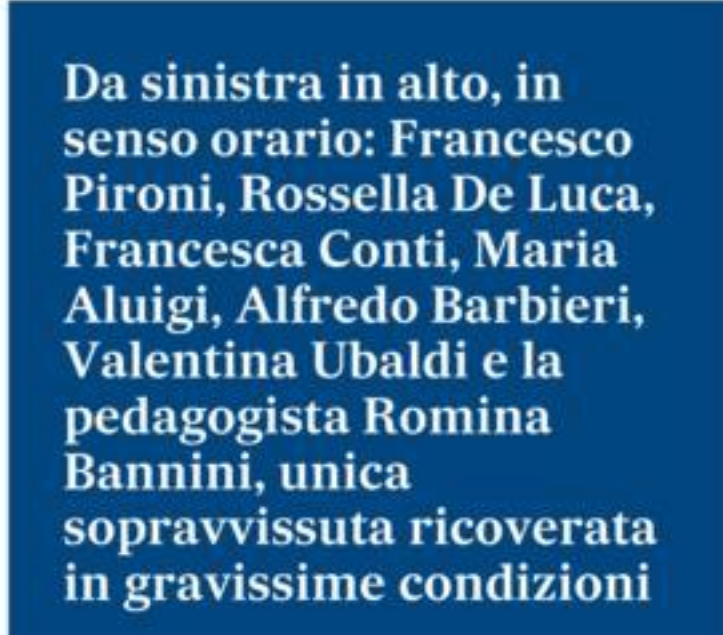 Da sinistra in alto, in
senso orario: Francesco
Pironi, Rossella De Luca,
Francesca Conti, Maria
Aluigi, Alfredo Barbieri,
Valentina Ubaldi e la
pedagogista Romina
Bannini, unica
sopravvissuta ricoverata
in gravissime condizioni